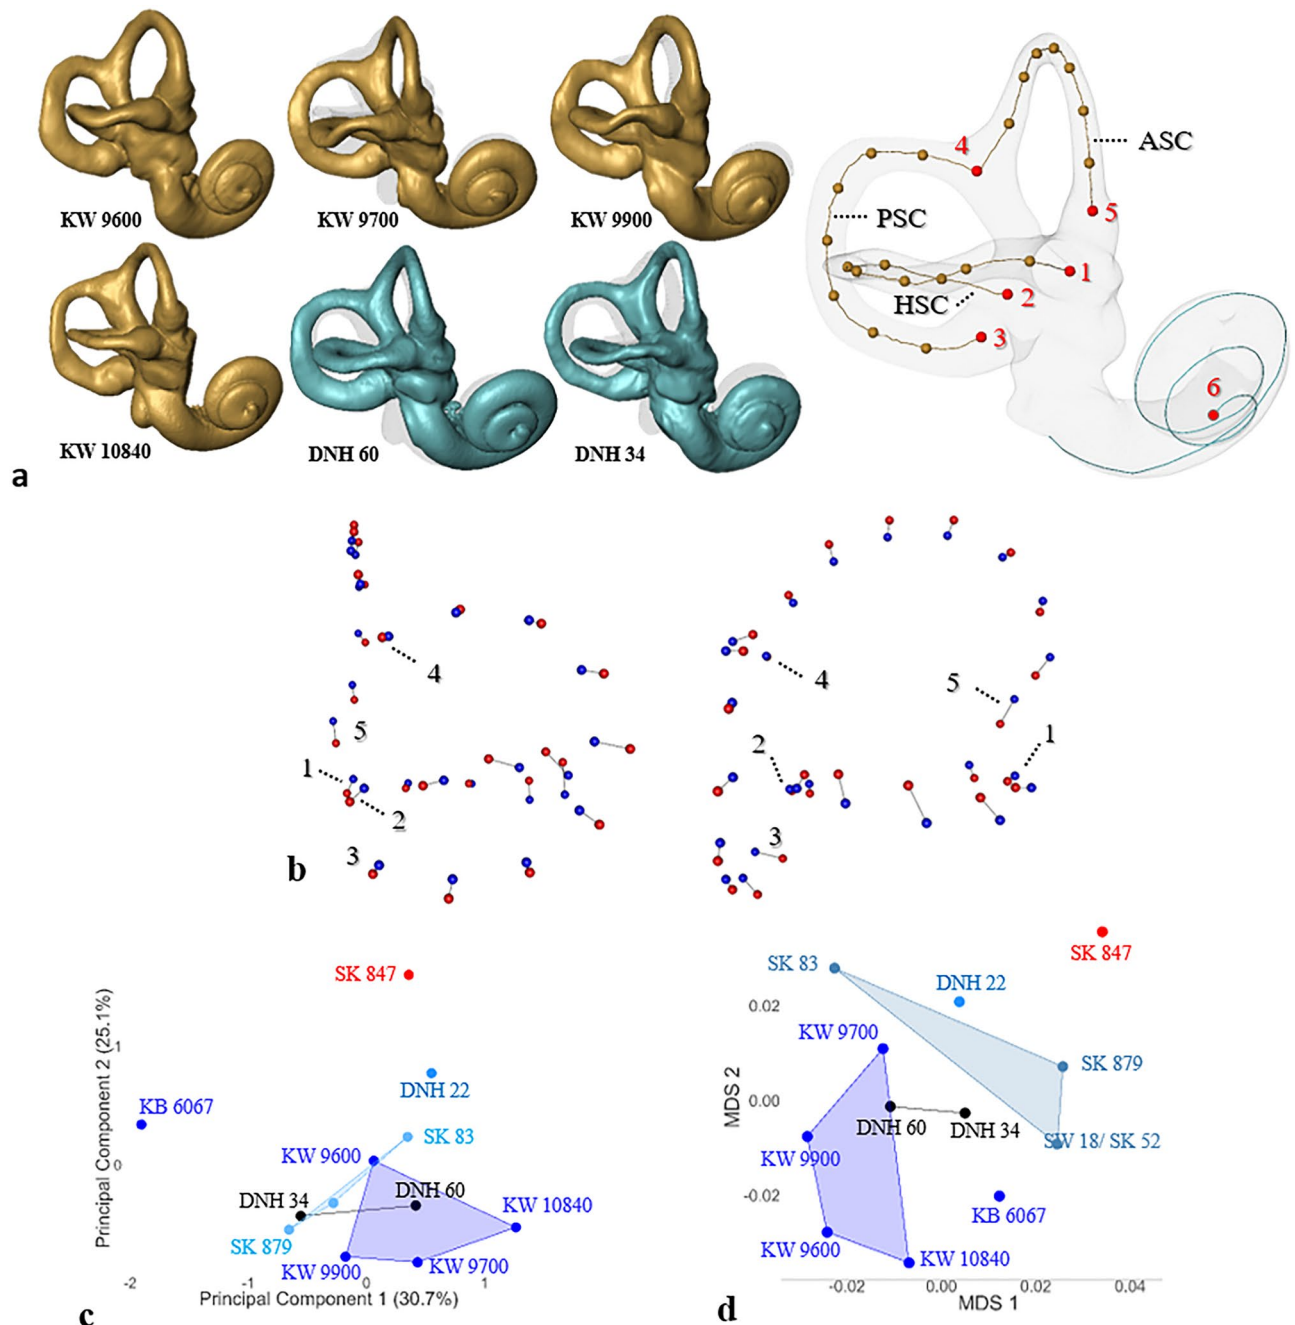 KW 9600
KW 9700
KW 9900
KW 10840
DNH 60
DNH 34
a
4
ASC
PSC
5
1
HSC
2
3
6
4
5
1
2
3
b
4
5
2
1
3
SK 847
DNH 22
KB 6067
SK 83
KW 9600
DNH 34
DNH 60
KW 10840
SK 879
KW 9900
KW 9700
1
0
-2
-1
0
1
Principal Component 2 (25.1%)
Principal Component 1 (30.7%)
c
SK 847
SK 83
DNH 22
0.02
KW 9700
SK 879
0.00
DNH 60
DNH 34
SW 18/ SK 52
KW 9900
-0.02
KB 6067
KW 9600
KW 10840
MDS 2
-0.02
0.00
0.02
0.04
MDS 1
d